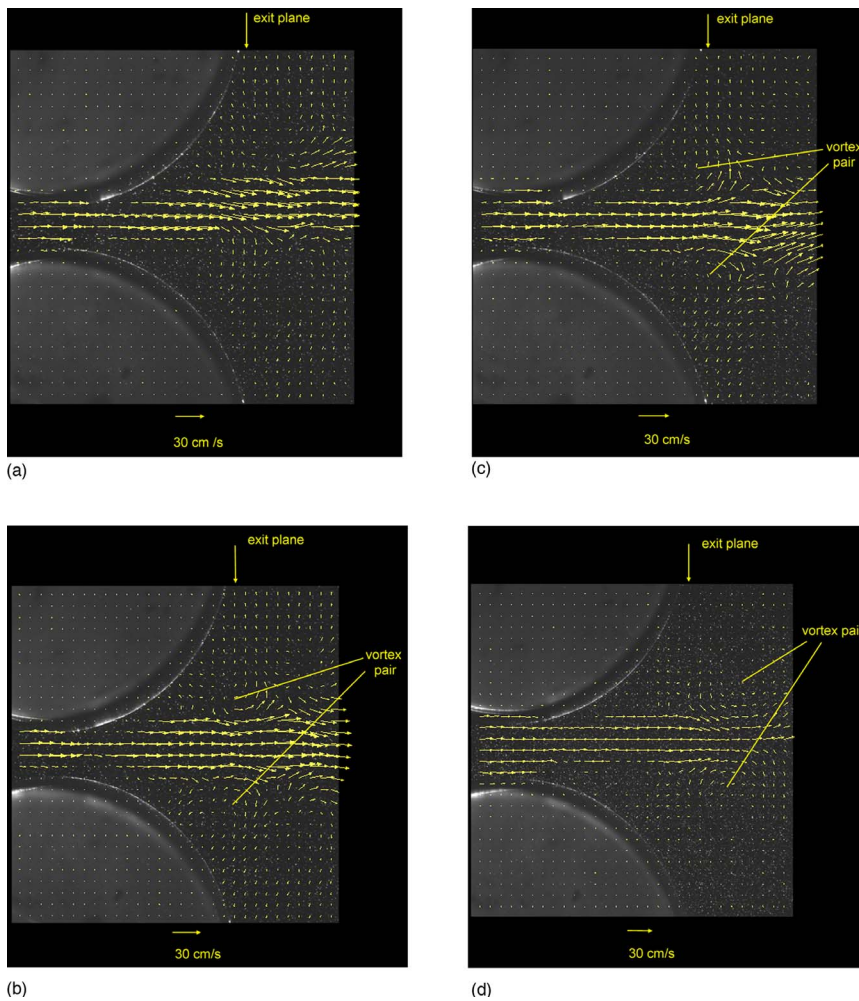 exit plane
30 cm /s
(a)
exit plane
vortex
pair
30 cm/s
(c)
exit plane
vortex
pair
30 cm/s
(b)
exit plane
vortex pair
30 cm/s
(d)